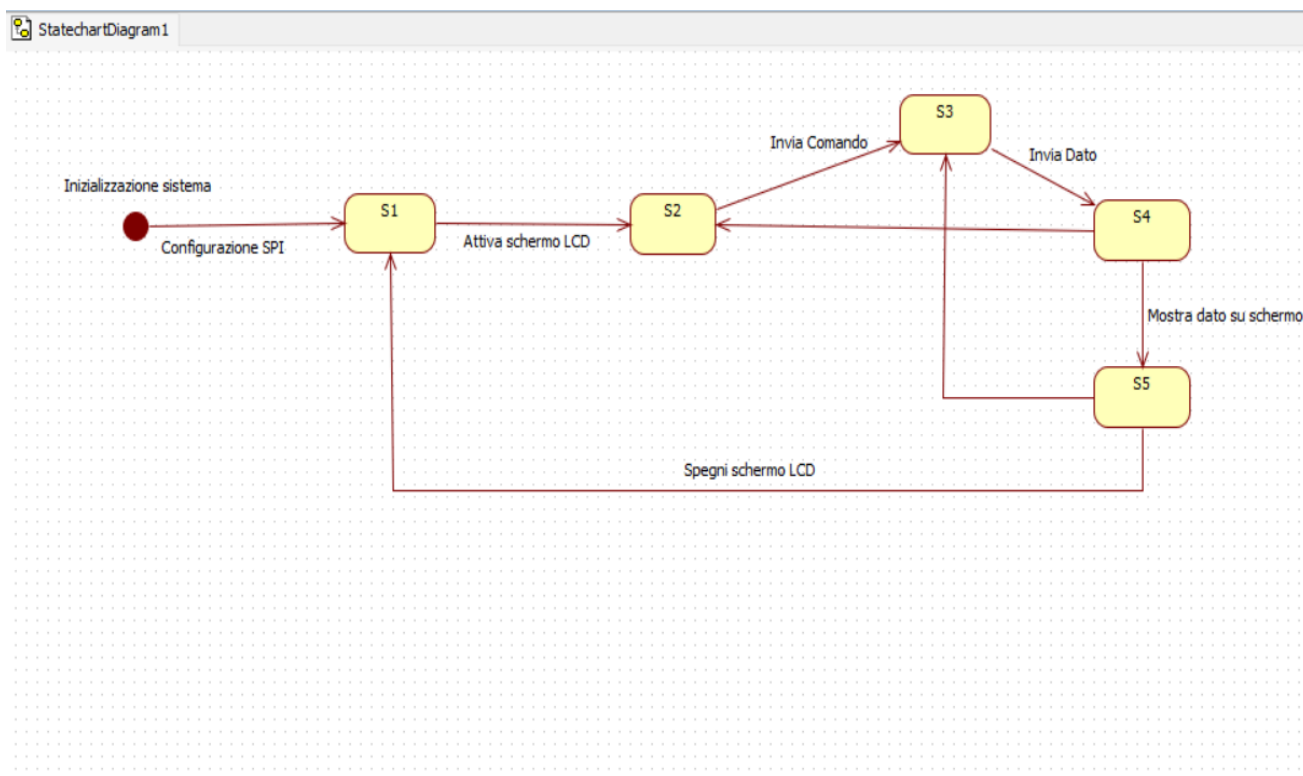 StatechartDiagram1
S3
Invia Comando
Invia Dato
Inizializzazione sistema
S1
S2
S4
Attiva schermo LCD
Configurazione SPI
Mostra dato su schermo
S5
Spegni schermo LCD